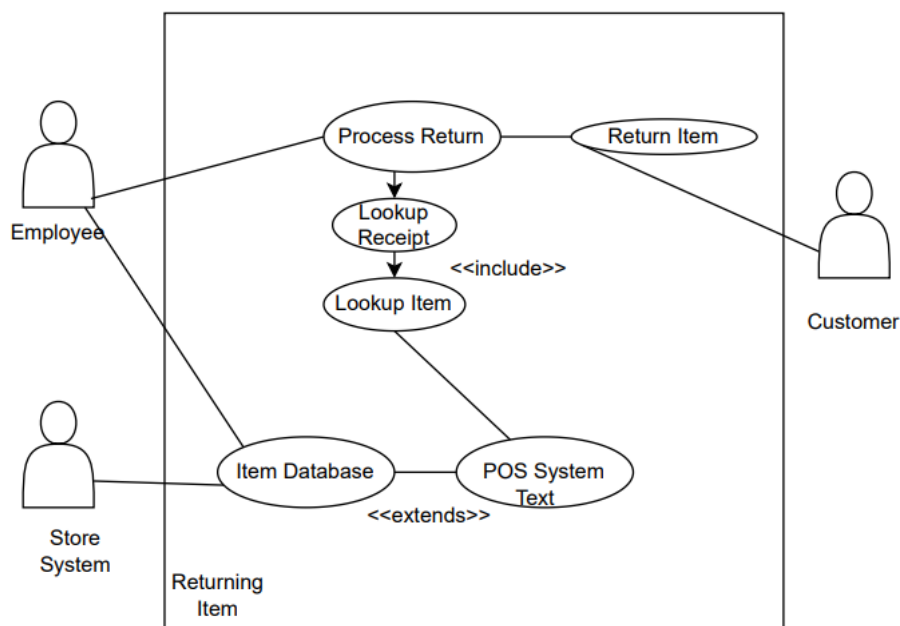 Process Return
Return Item
Employee
Lookup
Receipt
<<include>>
Lookup Item
Customer
Item Database
POS System
Text
<<extends>>
Store
System
Returning
Item